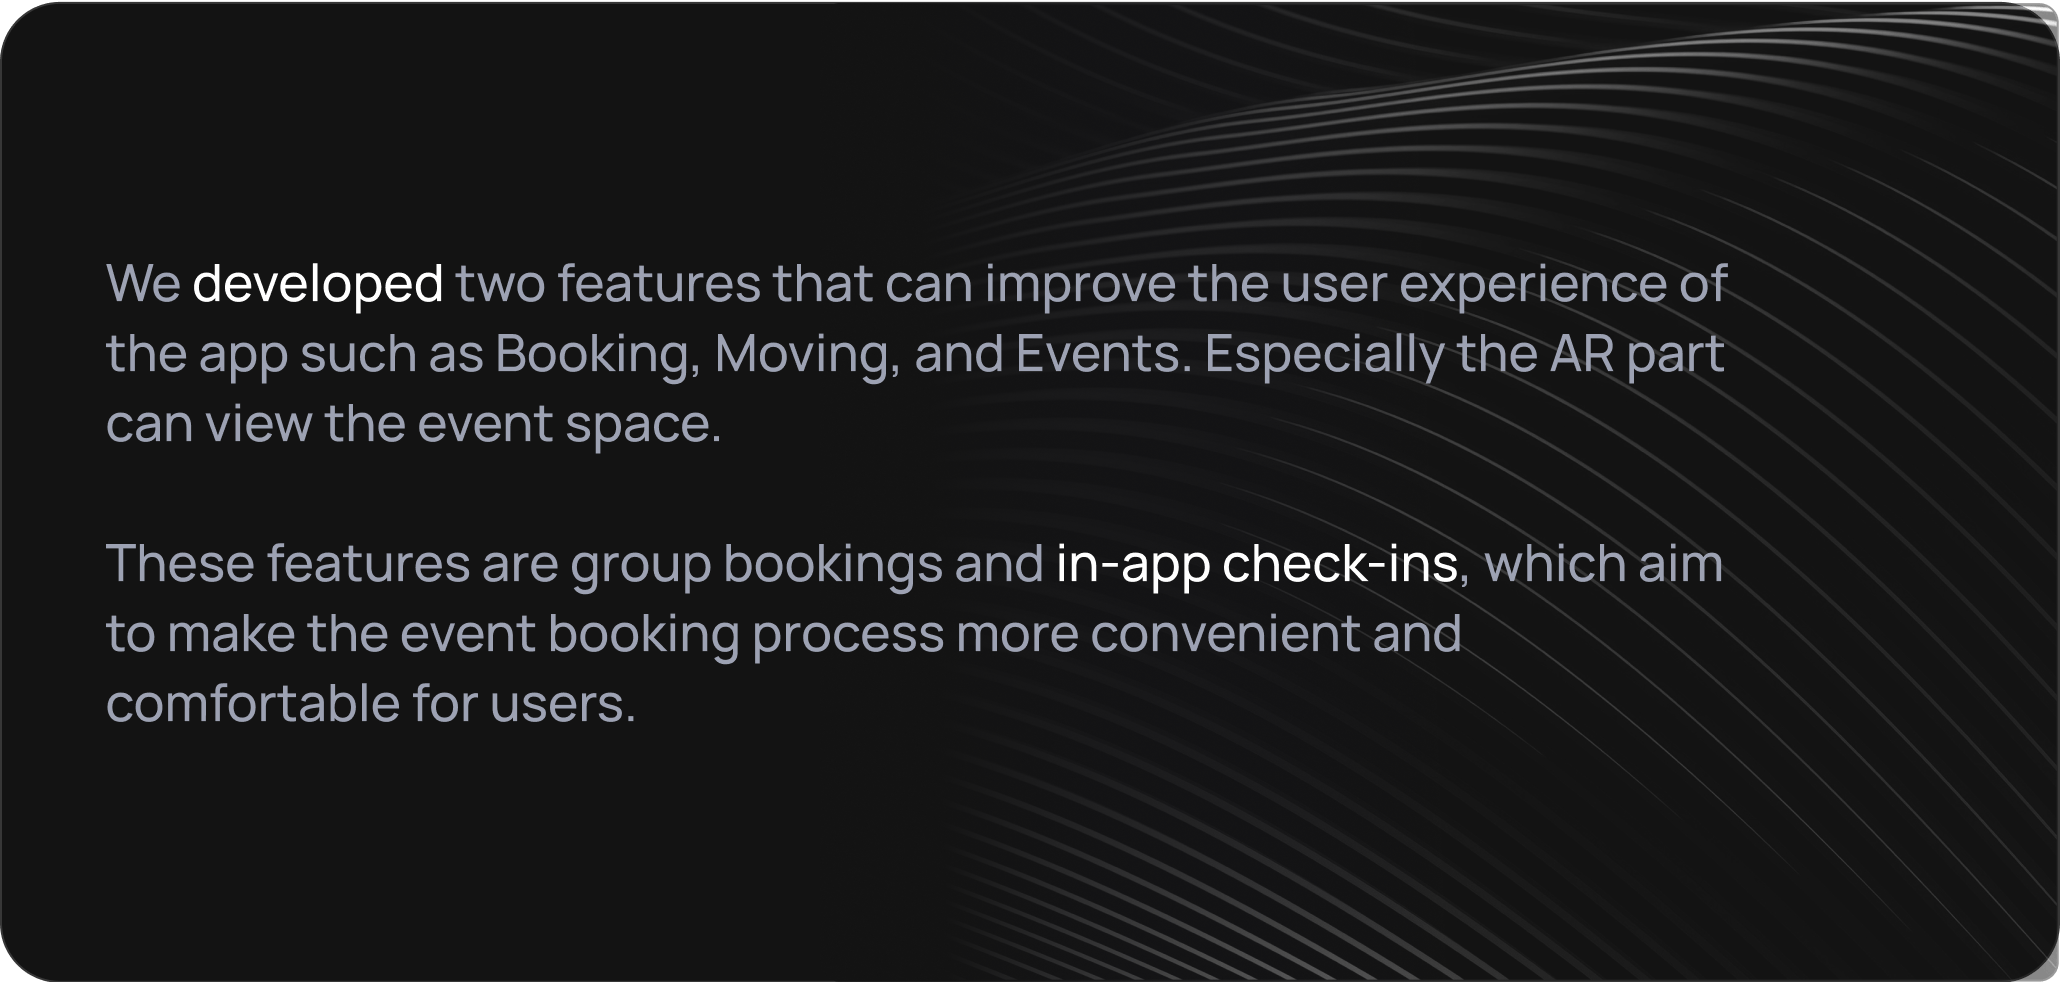 We developed two features that can improve the user experience of
the app such as Booking, Moving, and Events. Especially the AR part
can view the event space.
These features are group bookings and in-app check-ins, which aim
to make the event booking process more convenient and
comfortable for users.